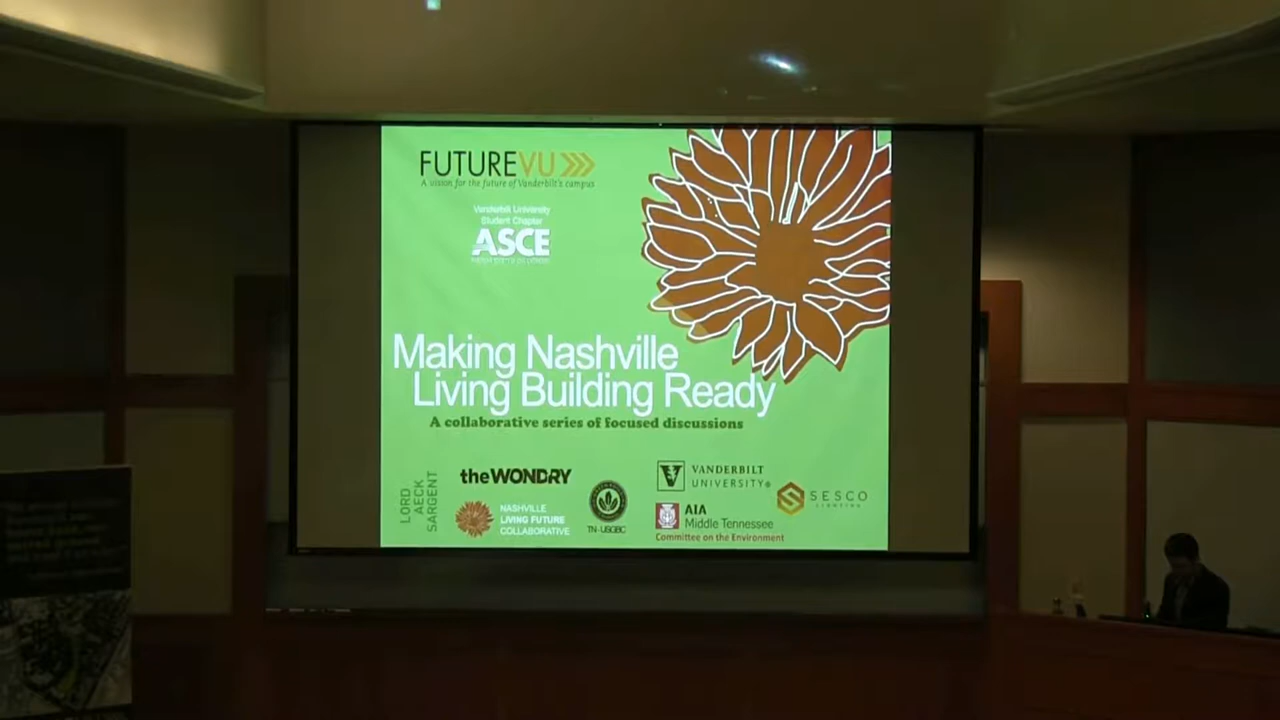 FUTUREVU
A vision for the future of Vanderbilt's campus
Vanderbilt University
Student Chapter
ASCE
Making Nashville
Living Building Ready
A collaborative series of focused discussions
LORD
AECK
SARGENT
theWONDRY
NASHVILLE
LIVING FUTURE
COLLABORATIVE
TN-USGBC
VANDERBILT
UNIVERSITY®
AIA
Middle Tennessee
Committee on the Environment
SESCO
LIGHTING